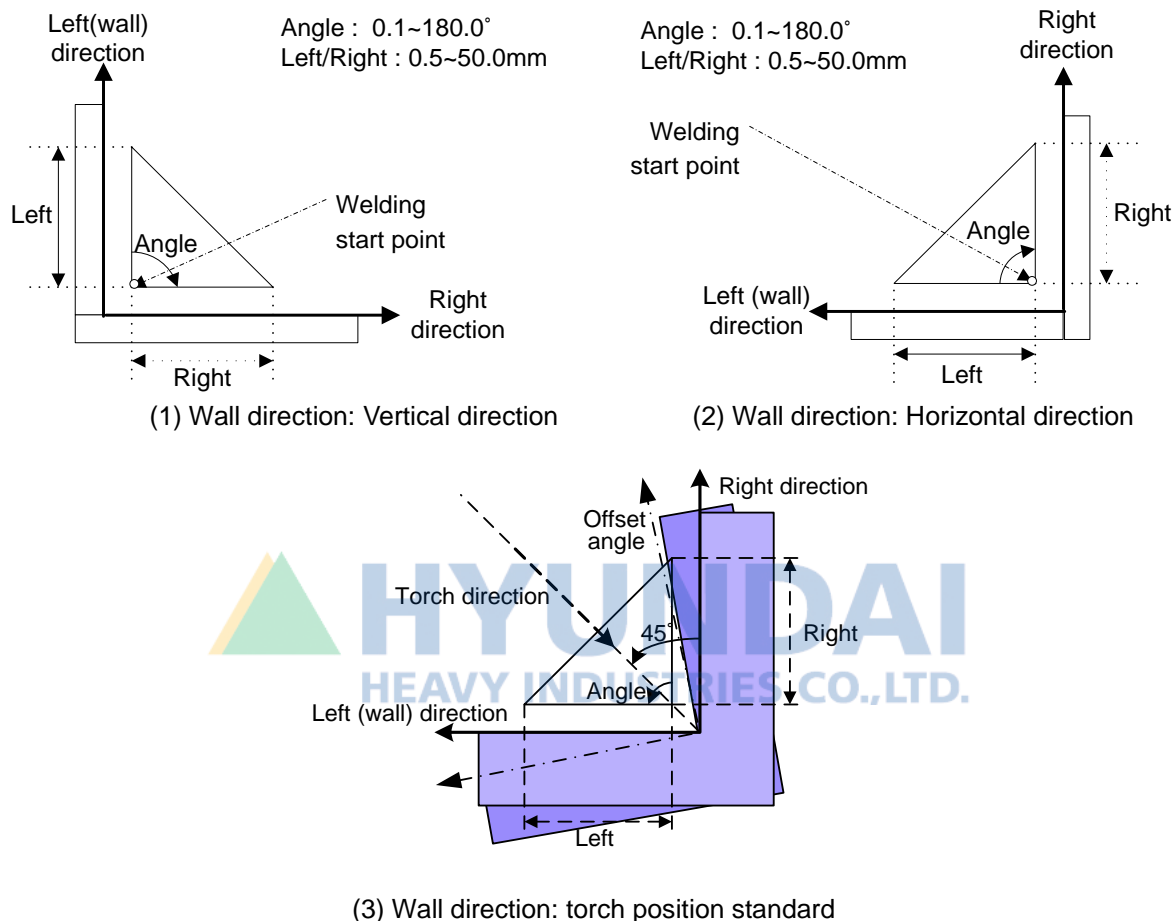 Left(wall)
direction
Angle : 0.1~180.0˚
Left/Right : 0.5~50.0mm
Left
Angle
Welding
start point
Right
direction
Right
(1) Wall direction: Vertical direction
Angle : 0.1~180.0˚
Left/Right : 0.5~50.0mm
Right
direction
Welding
start point
Right
Angle
Left (wall)
direction
Left
(2) Wall direction: Horizontal direction
Right direction
Offset
angle
Torch direction
45˚
Right
Angle
Left (wall) direction
Left
HYUNDAI
HEAVY INDUSTRIES CO.,LTD.
(3) Wall direction: torch position standard